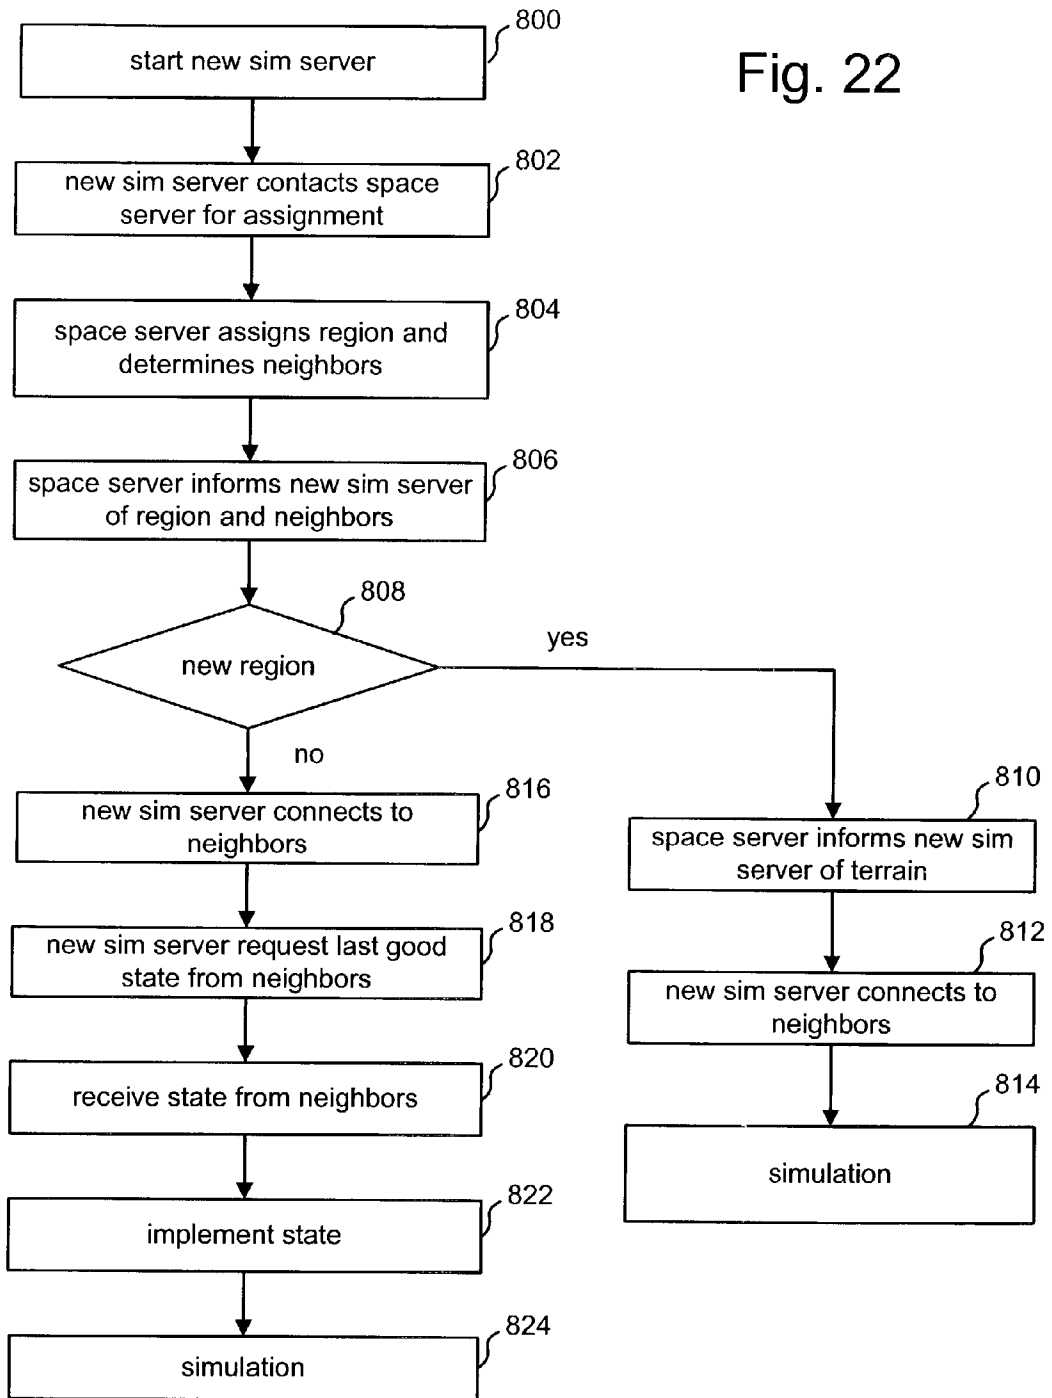 Fig. 22
800
start new sim server
802
new sim server contacts space
server for assignment
804
space server assigns region and
determines neighbors
806
space server informs new sim server
of region and neighbors
808
new region
yes
no
816
new sim server connects to
neighbors
818
new sim server request last good
state from neighbors
820
receive state from neighbors
822
implement state
824
simulation
810
space server informs new sim
server of terrain
812
new sim server connects to
neighbors
814
simulation